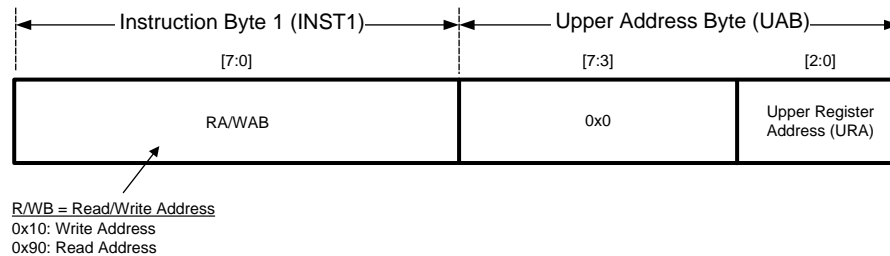 Instruction Byte 1 (INST1) Upper Address Byte (UAB)
[7:0] [7:3] [2:0]
RA/WAB 0x0 Upper Register
Address (URA)
R/WB = Read/Write Address
0x10: Write Address
0x90: Read Address